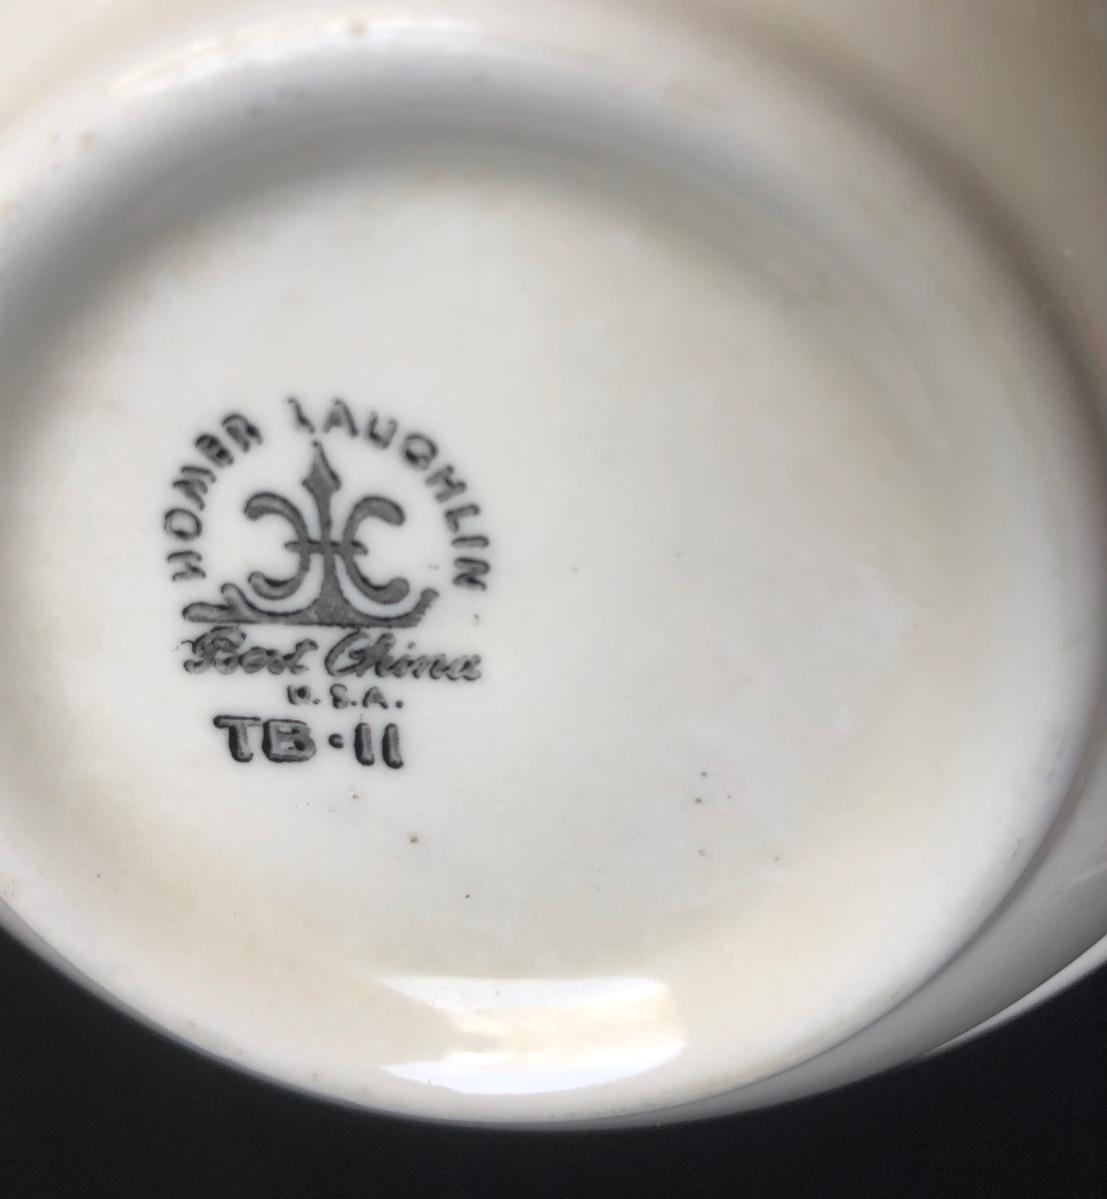 HOMER LAUGHLIN
Best China
U.S.A.
TB·11